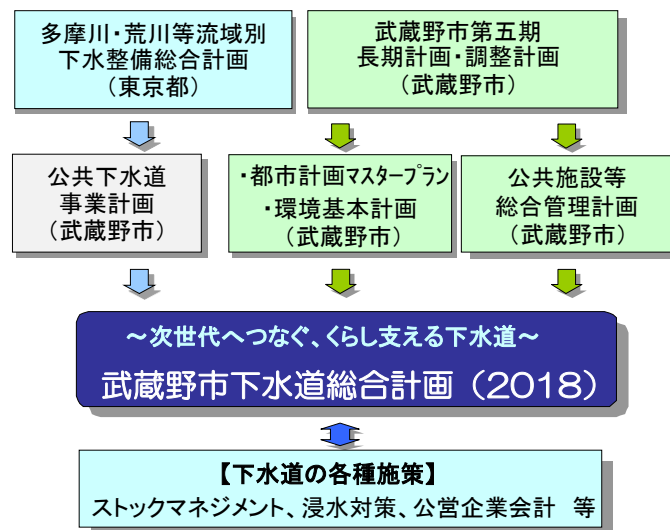 多摩川・荒川等流域別
下水整備総合計画
（東京都）
武蔵野市第五期
長期計画・調整計画
（武蔵野市）
公共下水道
事業計画
（武蔵野市）
・都市計画マスタープラン
・環境基本計画
（武蔵野市）
公共施設等
総合管理計画
（武蔵野市）
～次世代へつなぐ、くらし支える下水道～
武蔵野市下水道総合計画（2018）
【下水道の各種施策】
ストックマネジメント、浸水対策、公営企業会計　等